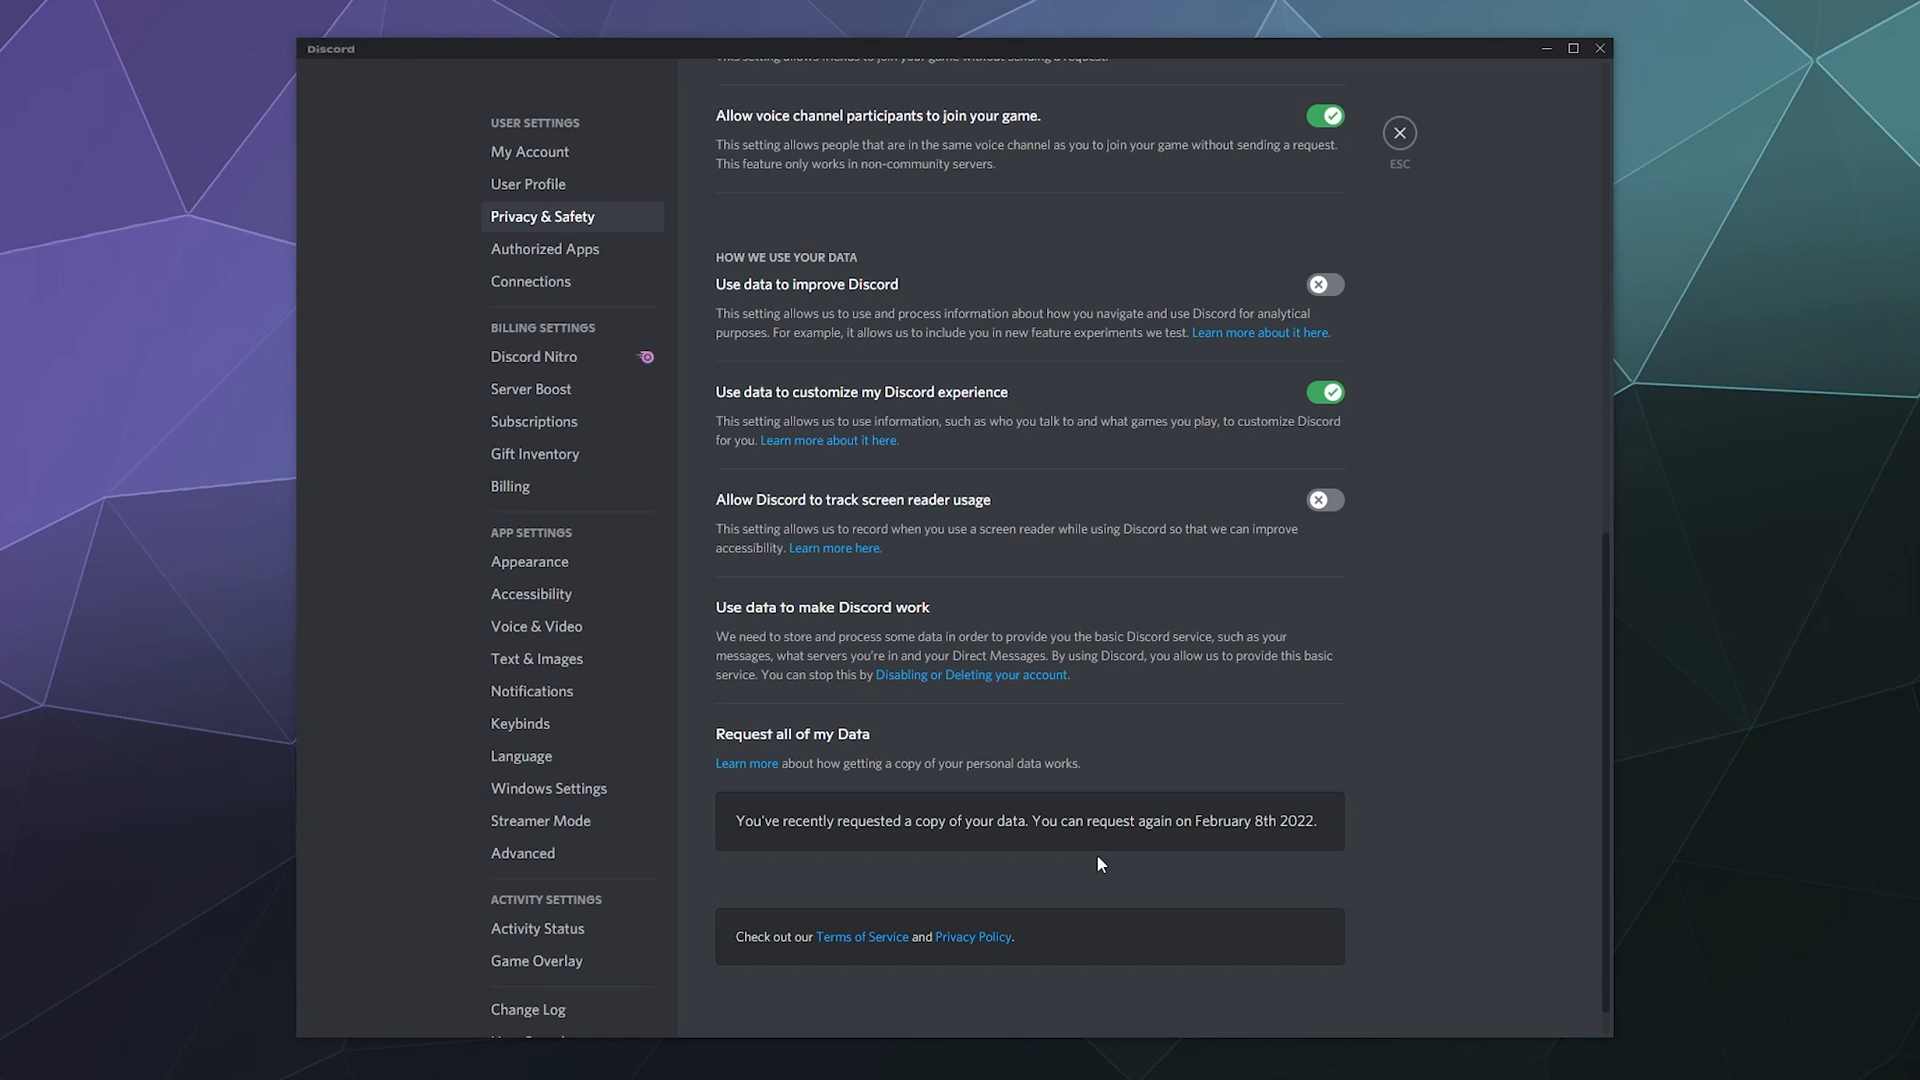 Discord
USER SETTINGS
My Account
User Profile
Privacy & Safety
Authorized Apps
Connections
BILLING SETTINGS
Discord Nitro
Server Boost
Subscriptions
Gift Inventory
Billing
APP SETTINGS
Appearance
Accessibility
Voice & Video
Text & Images
Notifications
Keybinds
Language
Windows Settings
Streamer Mode
Advanced
ACTIVITY SETTINGS
Activity Status
Game Overlay
Change Log
This setting allows friends to join your game without sending a request.
Allow voice channel participants to join your game.
This setting allows people that are in the same voice channel as you to join your game without sending a request.
This feature only works in non-community servers.
HOW WE USE YOUR DATA
Use data to improve Discord
This setting allows us to use and process information about how you navigate and use Discord for analytical
purposes. For example, it allows us to include you in new feature experiments we test. Learn more about it here.
Use data to customize my Discord experience
This setting allows us to use information, such as who you talk to and what games you play, to customize Discord
for you. Learn more about it here.
Allow Discord to track screen reader usage
This setting allows us to record when you use a screen reader while using Discord so that we can improve
accessibility. Learn more here.
Use data to make Discord work
We need to store and process some data in order to provide you the basic Discord service, such as your
messages, what servers you're in and your Direct Messages. By using Discord, you allow us to provide this basic
service. You can stop this by Disabling or Deleting your account.
Request all of my Data
Learn more about how getting a copy of your personal data works.
You've recently requested a copy of your data. You can request again on February 8th 2022.
Check out our Terms of Service and Privacy Policy.
ESC